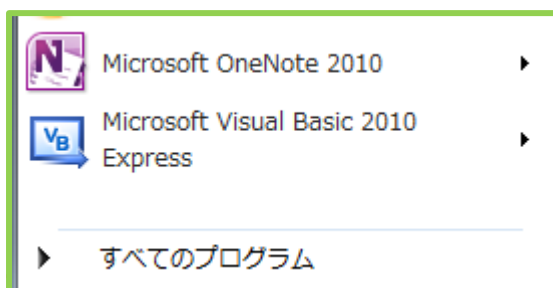 Microsoft OneNote 2010
Microsoft Visual Basic 2010
Express
すべてのプログラム